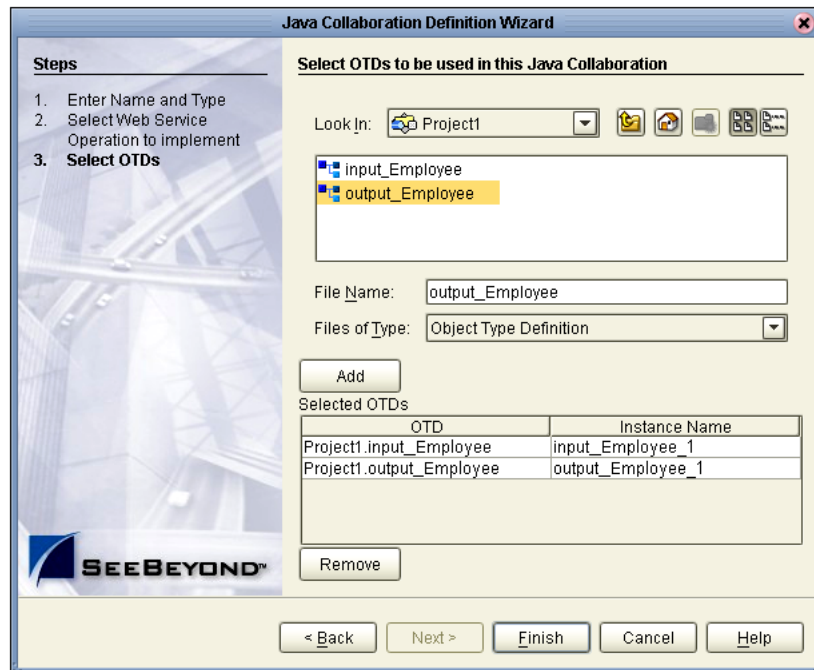 Java Collaboration Definition Wizard
Steps
1. Enter Name and Type
2. Select Web Service
Operation to implement
3. Select OTDs
Select OTDs to be used in this Java Collaboration
Look In: Project1
input_Employee
output_Employee
File Name: output_Employee
Files of Type: Object Type Definition
Add
Selected OTDs
OTD Instance Name
Project1.input_Employee input_Employee_1
Project1.output_Employee output_Employee_1
Remove
SEEBEYOND™
< Back Next > Finish Cancel Help